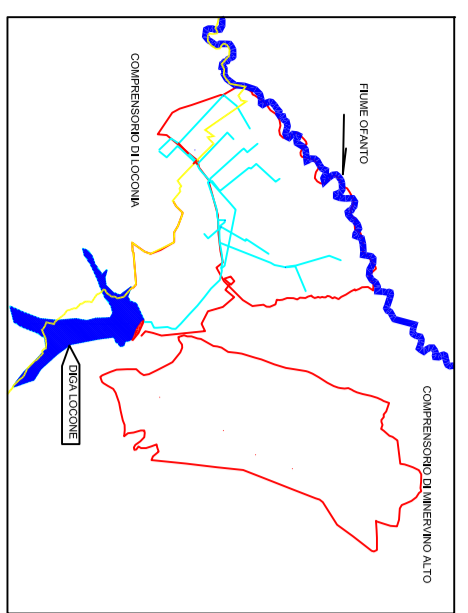 FIUME OFANTO
COMPRENSORIO DI LOCONIA
DIGA LOCONE
COMPRENSORIO DI MINERVINO ALTO